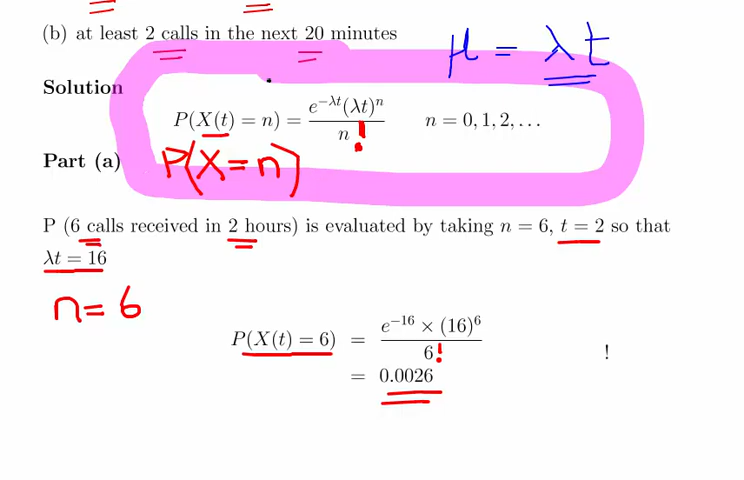 (b) at least 2 calls in the next 20 minutes
μ = λt
Solution
P(X(t) = n) = e^{-λt}(λt)^n / n! n = 0, 1, 2, ...
Part (a) P(X=n)
P (6 calls received in 2 hours) is evaluated by taking n = 6, t = 2 so that
λt = 16
n=6
P(X(t) = 6) = e^{-16} × (16)^6 / 6! !
= 0.0026